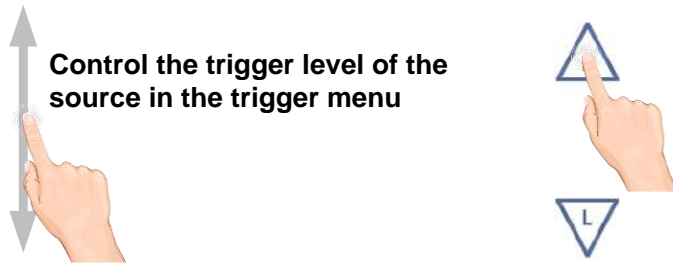 Control the trigger level of the
source in the trigger menu
L